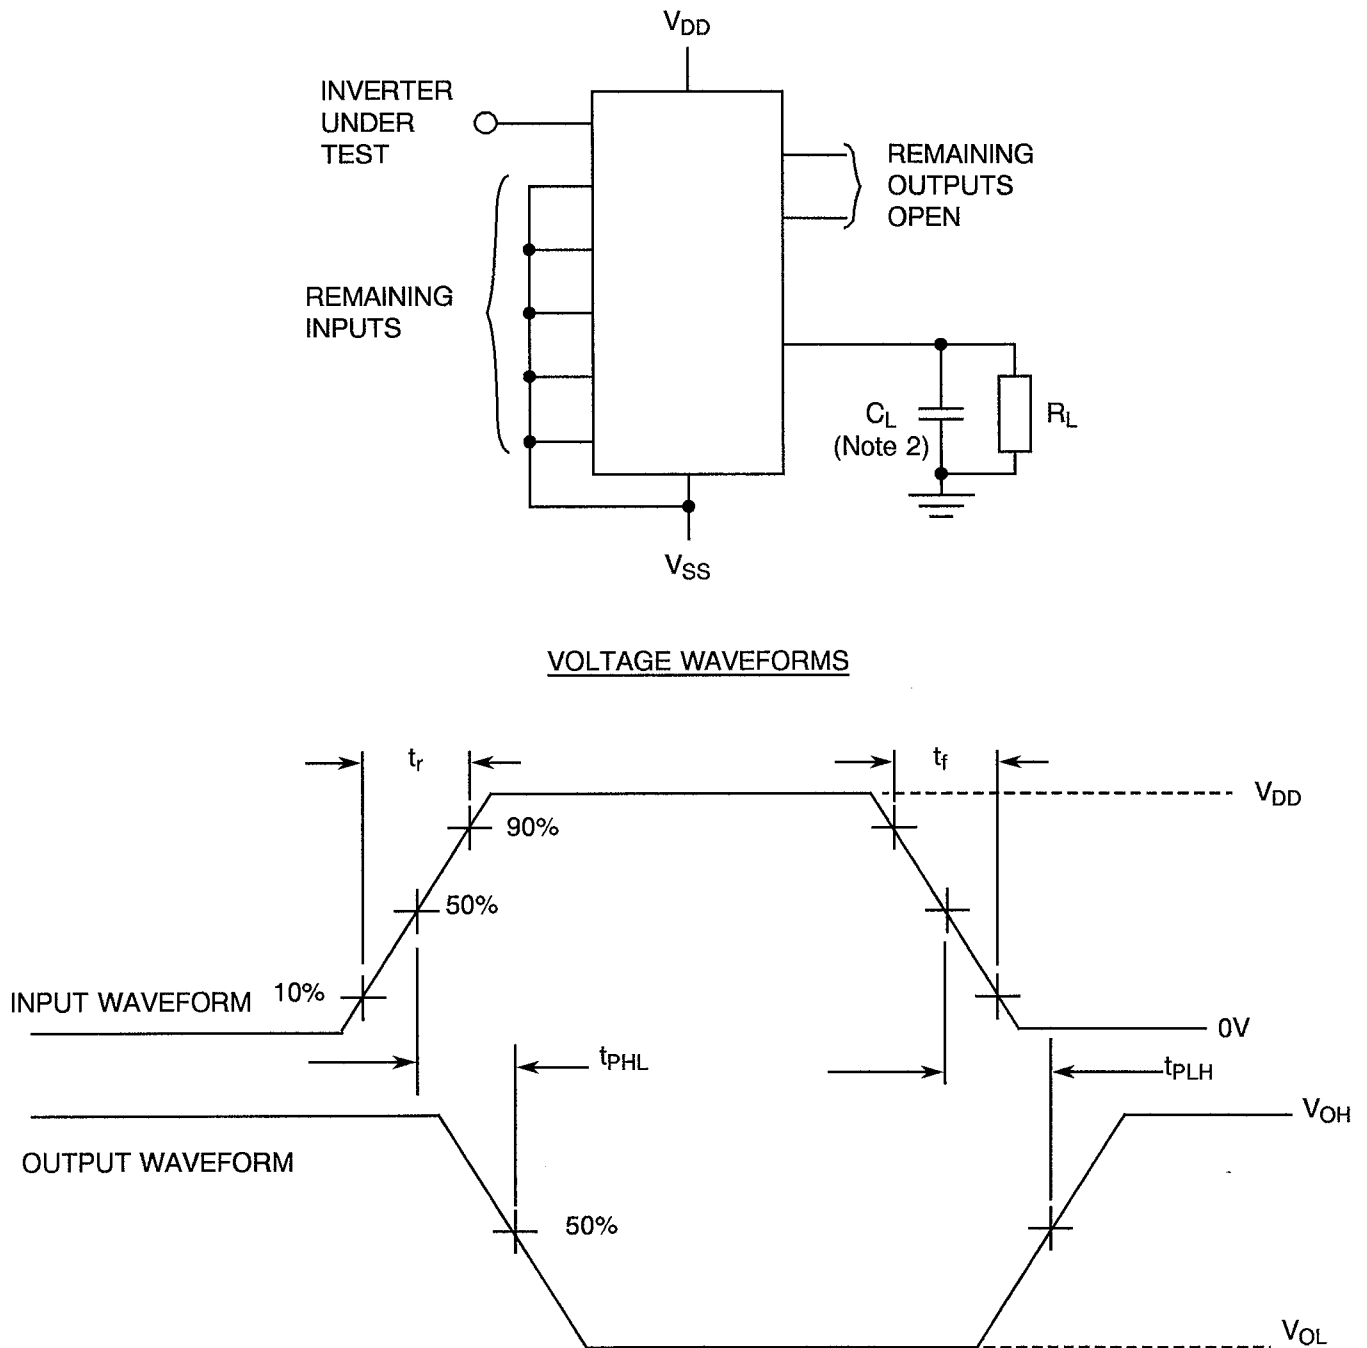 VDD
INVERTER
UNDER
TEST
REMAINING
OUTPUTS
OPEN
REMAINING
INPUTS
CL
(Note 2)
RL
VSS
VOLTAGE WAVEFORMS
tr
tf
VDD
90%
50%
10%
INPUT WAVEFORM
0V
tPHL
tPLH
VOH
OUTPUT WAVEFORM
50%
VOL